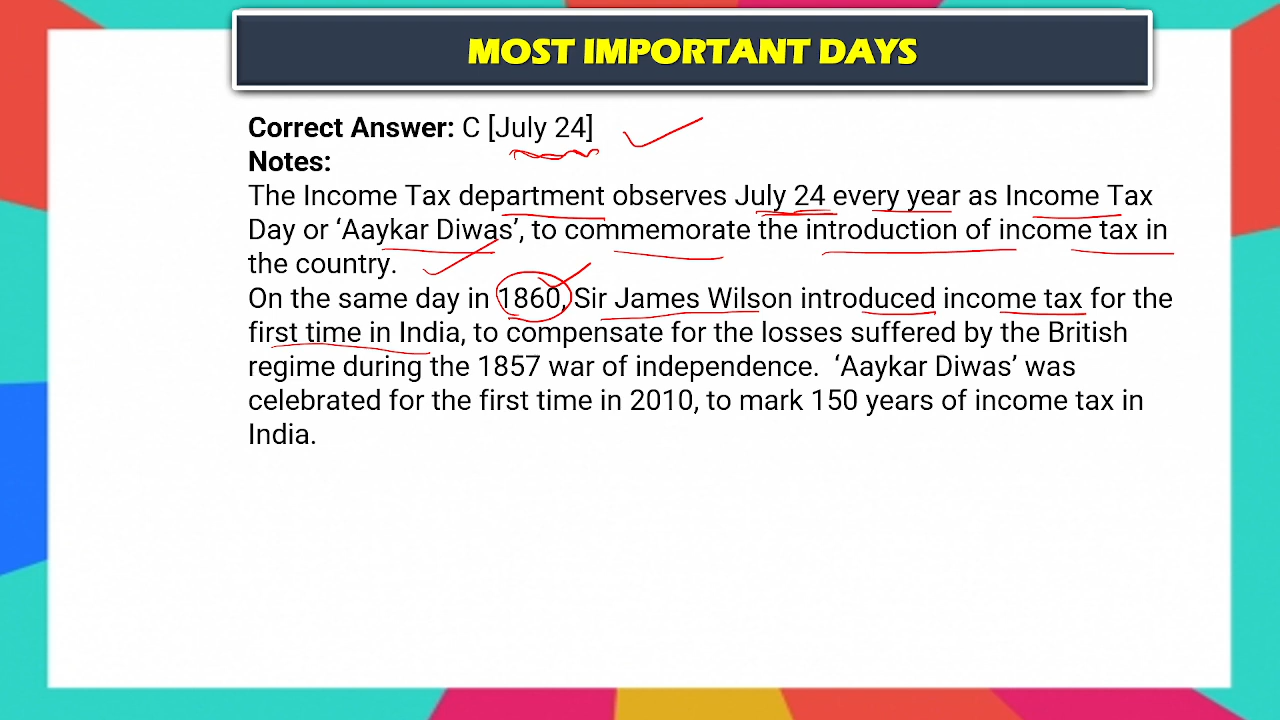 MOST IMPORTANT DAYS
Correct Answer: C [July 24]
Notes:
The Income Tax department observes July 24 every year as Income Tax
Day or ‘Aaykar Diwas’, to commemorate the introduction of income tax in
the country.
On the same day in 1860, Sir James Wilson introduced income tax for the
first time in India, to compensate for the losses suffered by the British
regime during the 1857 war of independence. ‘Aaykar Diwas’ was
celebrated for the first time in 2010, to mark 150 years of income tax in
India.